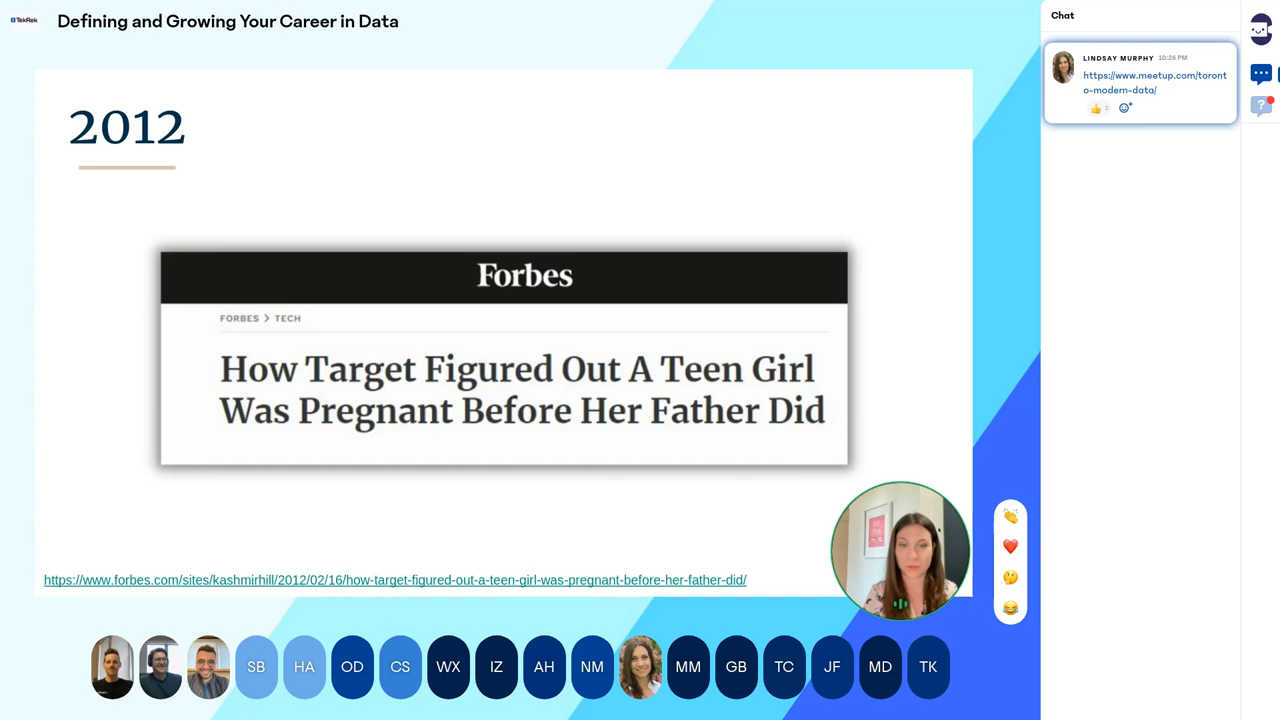 TekRek
Defining and Growing Your Career in Data
2012
Forbes
FORBES > TECH
How Target Figured Out A Teen Girl
Was Pregnant Before Her Father Did
https://www.forbes.com/sites/kashmirhill/2012/02/16/how-target-figured-out-a-teen-girl-was-pregnant-before-her-father-did/
SB HA OD CS WX IZ AH NM MM GB TC JF MD TK
Chat
LINDSAY MURPHY 10:26 PM
https://www.meetup.com/toront
o-modern-data/
2
?